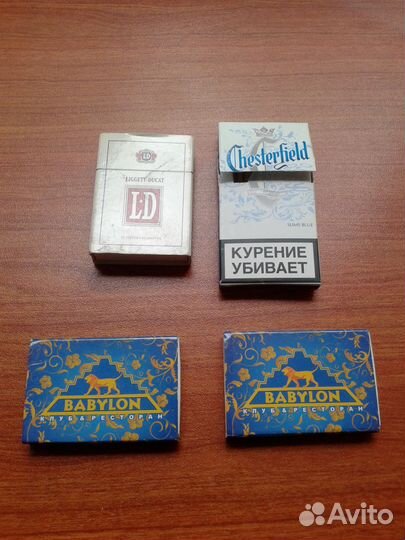 LD
LIGGETT-DUCAT
L·D
Chesterfield
КУРЕНИЕ
УБИВАЕТ
BABYLON
КЛУБ & РЕСТОРАН
BABYLON
КЛУБ & РЕСТОРАН
Avito